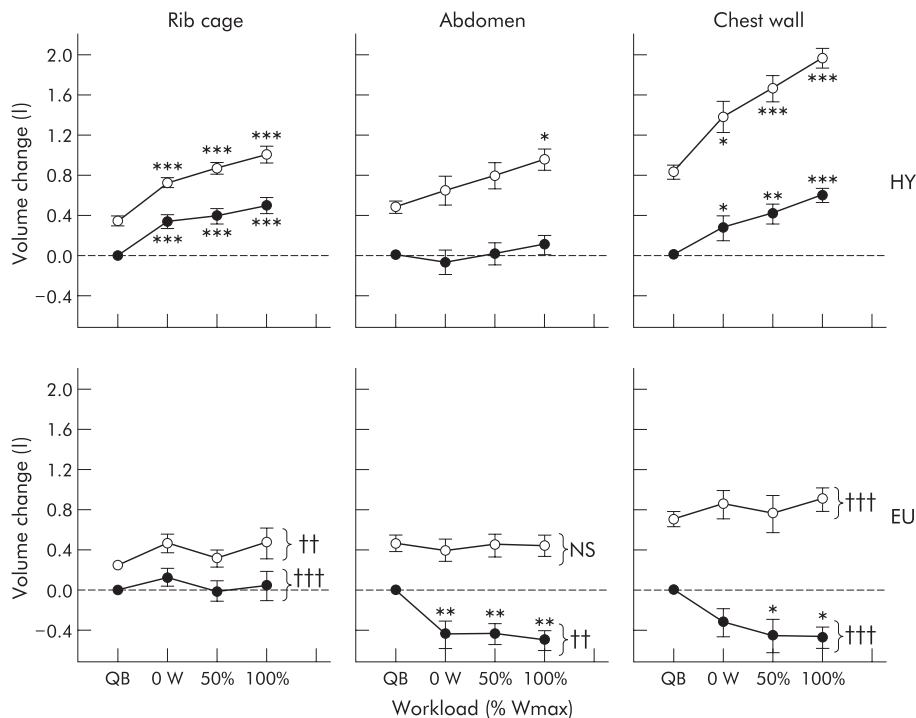 Rib cage Abdomen Chest wall
Volume change (l)
2.0
1.6
1.2
0.8
0.4
0.0
−0.4
*** *** ***
*** *** ***
*
* *** ***
* ** ***
HY
Volume change (l)
2.0
1.6
1.2
0.8
0.4
0.0
−0.4
††
†††
NS
** ** **
††
†††
* *
†††
EU
QB 0 W 50% 100% QB 0 W 50% 100% QB 0 W 50% 100%
Workload (% Wmax)